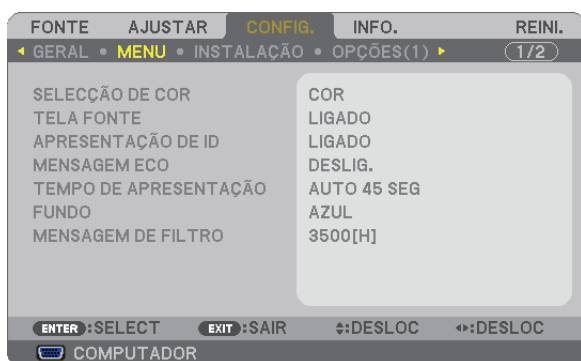 FONTE AJUSTAR CONFIG. INFO. REINI.
GERAL • MENU • INSTALAÇÃO • OPÇÕES(1) 1/2
SELECÇÃO DE COR COR
TELA FONTE LIGADO
APRESENTAÇÃO DE ID LIGADO
MENSAGEM ECO DESLIG.
TEMPO DE APRESENTAÇÃO AUTO 45 SEG
FUNDO AZUL
MENSAGEM DE FILTRO 3500[H]
ENTER :SELECT EXIT :SAIR :DESLOC :DESLOC
COMPUTADOR